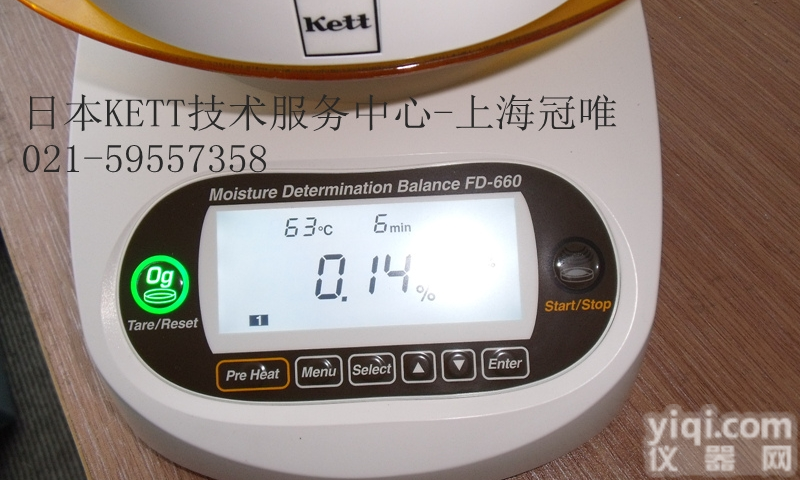 Kett
日本KETT技术服务中心-上海冠唯
021-59557358
Moisture Determination Balance FD-660
63°C 6min
0.14%
1
0g
Tare/Reset
Start/Stop
Pre Heat Menu Select Enter
yiqi.com
仪器网